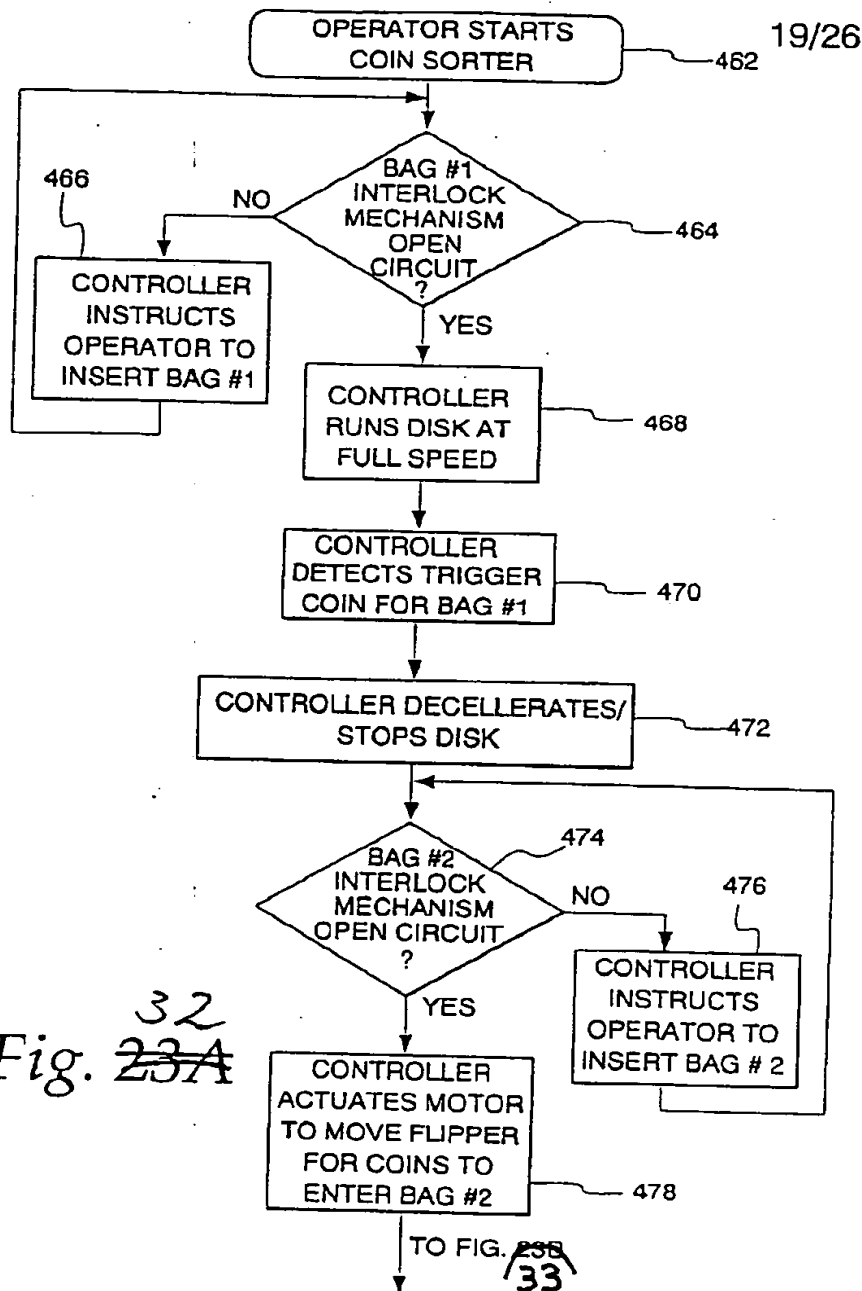 19/26
OPERATOR STARTS
COIN SORTER
462
BAG #1
INTERLOCK
MECHANISM
OPEN
CIRCUIT
?
464
NO
466
CONTROLLER
INSTRUCTS
OPERATOR TO
INSERT BAG #1
YES
CONTROLLER
RUNS DISK AT
FULL SPEED
468
CONTROLLER
DETECTS TRIGGER
COIN FOR BAG #1
470
CONTROLLER DECELLERATES/
STOPS DISK
472
BAG #2
INTERLOCK
MECHANISM
OPEN CIRCUIT
?
474
NO
476
CONTROLLER
INSTRUCTS
OPERATOR TO
INSERT BAG # 2
YES
32
Fig. 23A
CONTROLLER
ACTUATES MOTOR
TO MOVE FLIPPER
FOR COINS TO
ENTER BAG #2
478
TO FIG. 23B
33